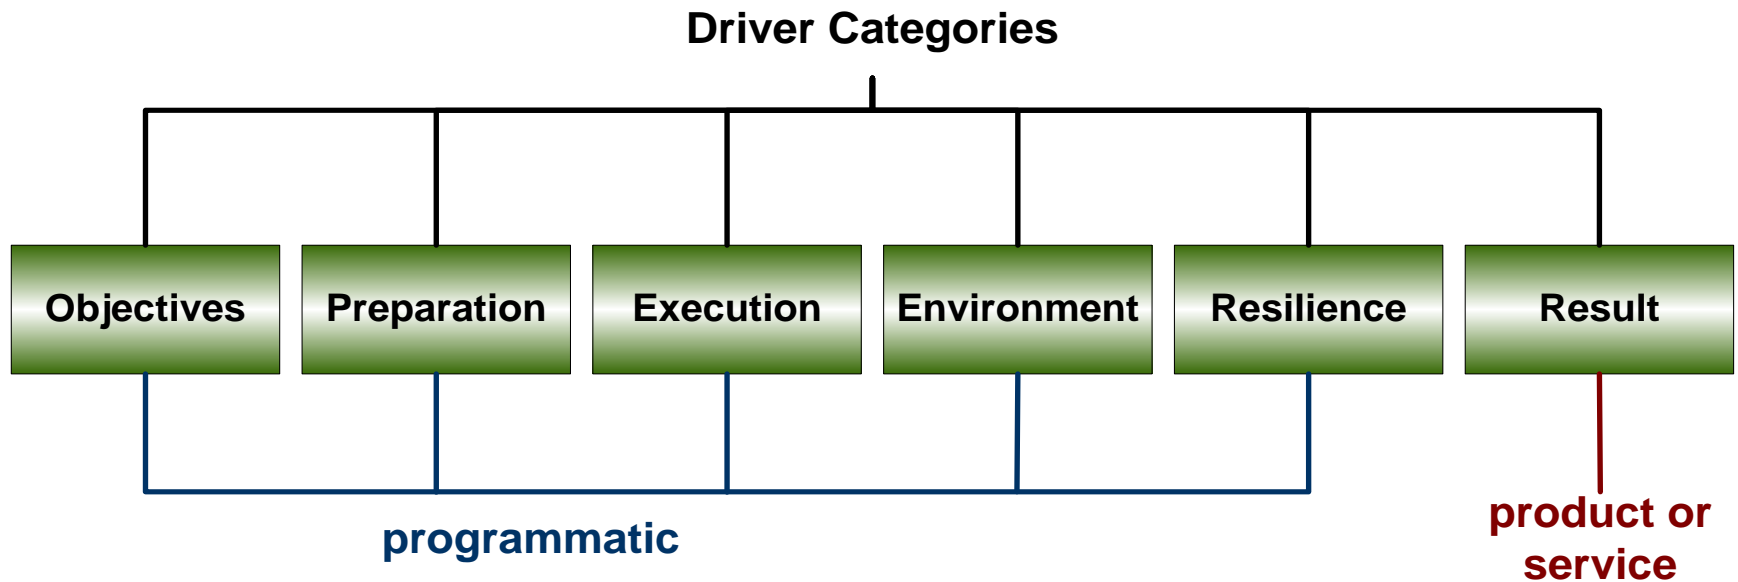 Driver Categories
Objectives
Preparation
Execution
Environment
Resilience
Result
programmatic
product or
service